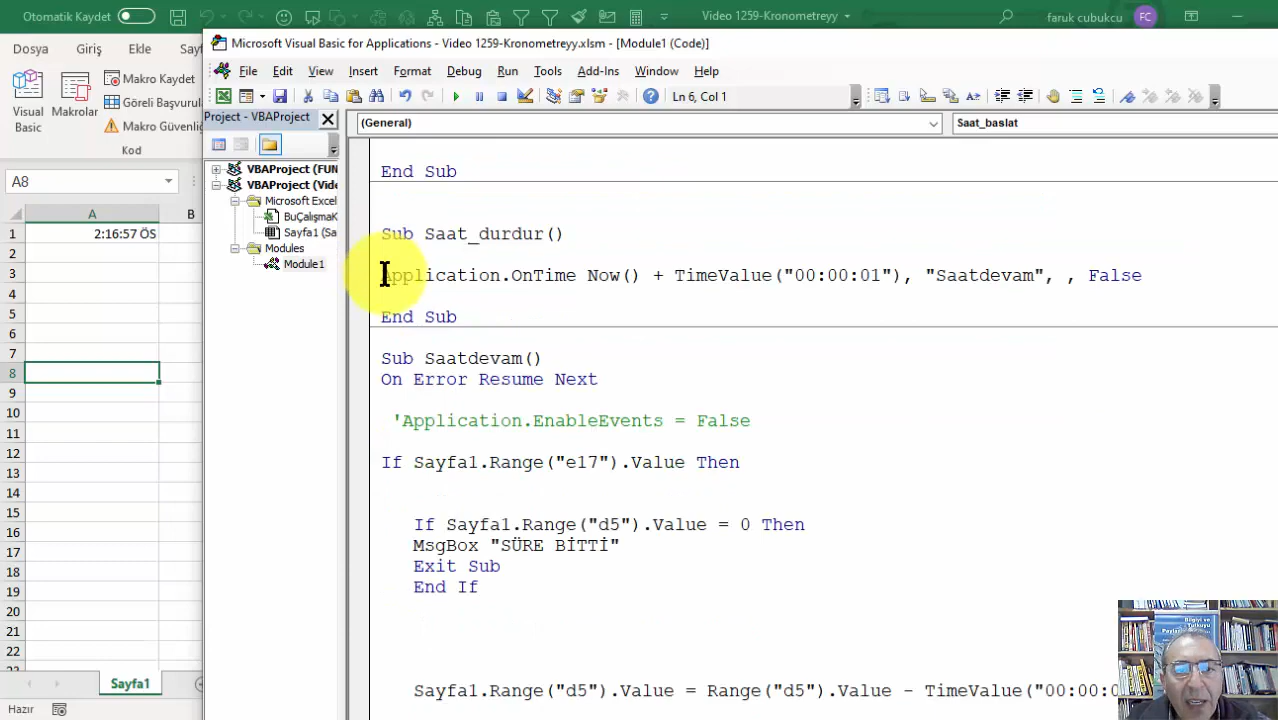 Otomatik Kaydet
Video 1259-Kronometreyy
faruk cubukcu
FC
Dosya
Giriş
Ekle
Microsoft Visual Basic for Applications - Video 1259-Kronometreyy.xlsm - [Module1 (Code)]
File Edit View Insert Format Debug Run Tools Add-Ins Window Help
Visual
Basic
Makrolar
Makro Kaydet
Göreli Başvurula
Makro Güvenliğ
Kod
Ln 6, Col 1
Project - VBAProject
(General)
Saat_baslat
VBAProject (FUN
VBAProject (Vide
Microsoft Excel
BuÇalışmaK
Sayfa1 (Sa
Modules
Module1
A8
A
B
1
2:16:57 ÖS
2
3
4
5
6
7
8
9
10
11
12
13
14
15
16
17
18
19
20
21
22
End Sub
Sub Saat_durdur()
Application.OnTime Now() + TimeValue("00:00:01"), "Saatdevam", , False
End Sub
Sub Saatdevam()
On Error Resume Next
'Application.EnableEvents = False
If Sayfa1.Range("e17").Value Then
If Sayfa1.Range("d5").Value = 0 Then
MsgBox "SÜRE BİTTİ"
Exit Sub
End If
Sayfa1.Range("d5").Value = Range("d5").Value - TimeValue("00:00:0
Sayfa1
Hazır